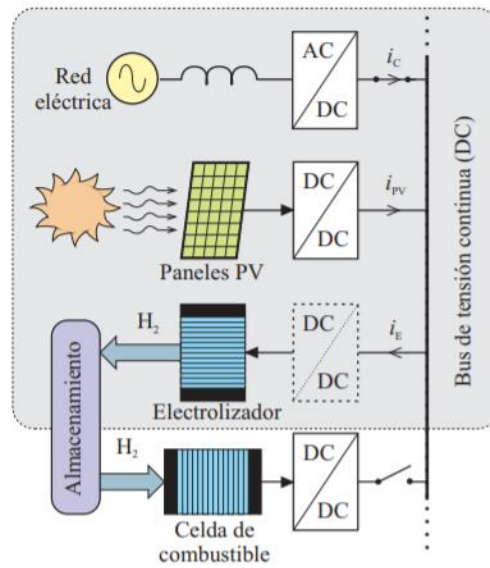 Red
eléctrica
AC
DC
i_C
Paneles PV
DC
DC
i_PV
Bus de tensión continua (DC)
H₂
Electrolizador
DC
DC
i_E
Almacenamiento
H₂
Celda de
combustible
DC
DC